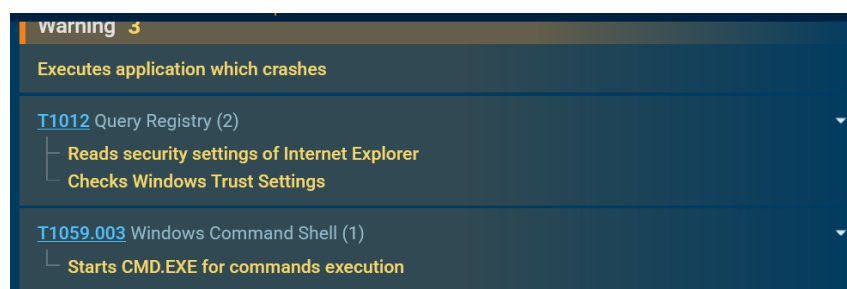 Warning 3
Executes application which crashes
T1012 Query Registry (2)
Reads security settings of Internet Explorer
Checks Windows Trust Settings
T1059.003 Windows Command Shell (1)
Starts CMD.EXE for commands execution